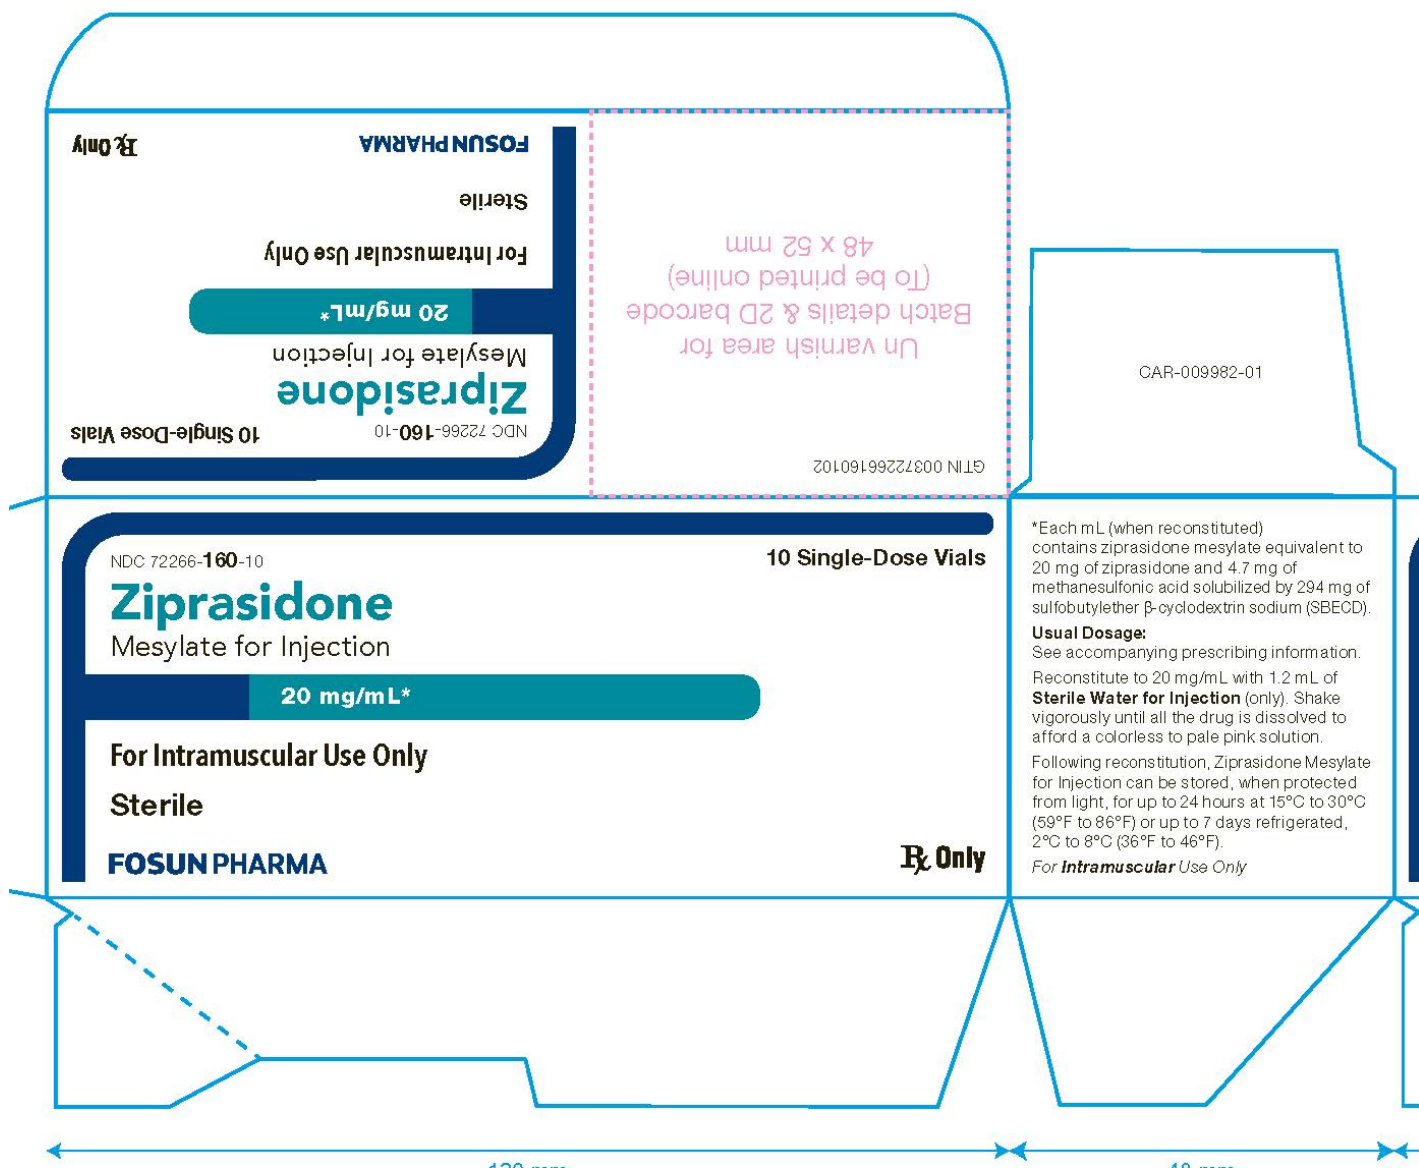 ℞ Only
FOSUN PHARMA
Sterile
For Intramuscular Use Only
20 mg/mL*
Mesylate for Injection
Ziprasidone
NDC 72266-160-10
10 Single-Dose Vials
Un varnish area for
Batch details & 2D barcode
(To be printed online)
48 x 52 mm
GTIN 00372266160102
CAR-009982-01
NDC 72266-160-10
10 Single-Dose Vials
Ziprasidone
Mesylate for Injection
20 mg/mL*
For Intramuscular Use Only
Sterile
FOSUN PHARMA
℞ Only
*Each mL (when reconstituted)
contains ziprasidone mesylate equivalent to
20 mg of ziprasidone and 4.7 mg of
methanesulfonic acid solubilized by 294 mg of
sulfobutylether β-cyclodextrin sodium (SBECD).
Usual Dosage:
See accompanying prescribing information.
Reconstitute to 20 mg/mL with 1.2 mL of
Sterile Water for Injection (only). Shake
vigorously until all the drug is dissolved to
afford a colorless to pale pink solution.
Following reconstitution, Ziprasidone Mesylate
for Injection can be stored, when protected
from light, for up to 24 hours at 15°C to 30°C
(59°F to 86°F) or up to 7 days refrigerated,
2°C to 8°C (36°F to 46°F).
For Intramuscular Use Only